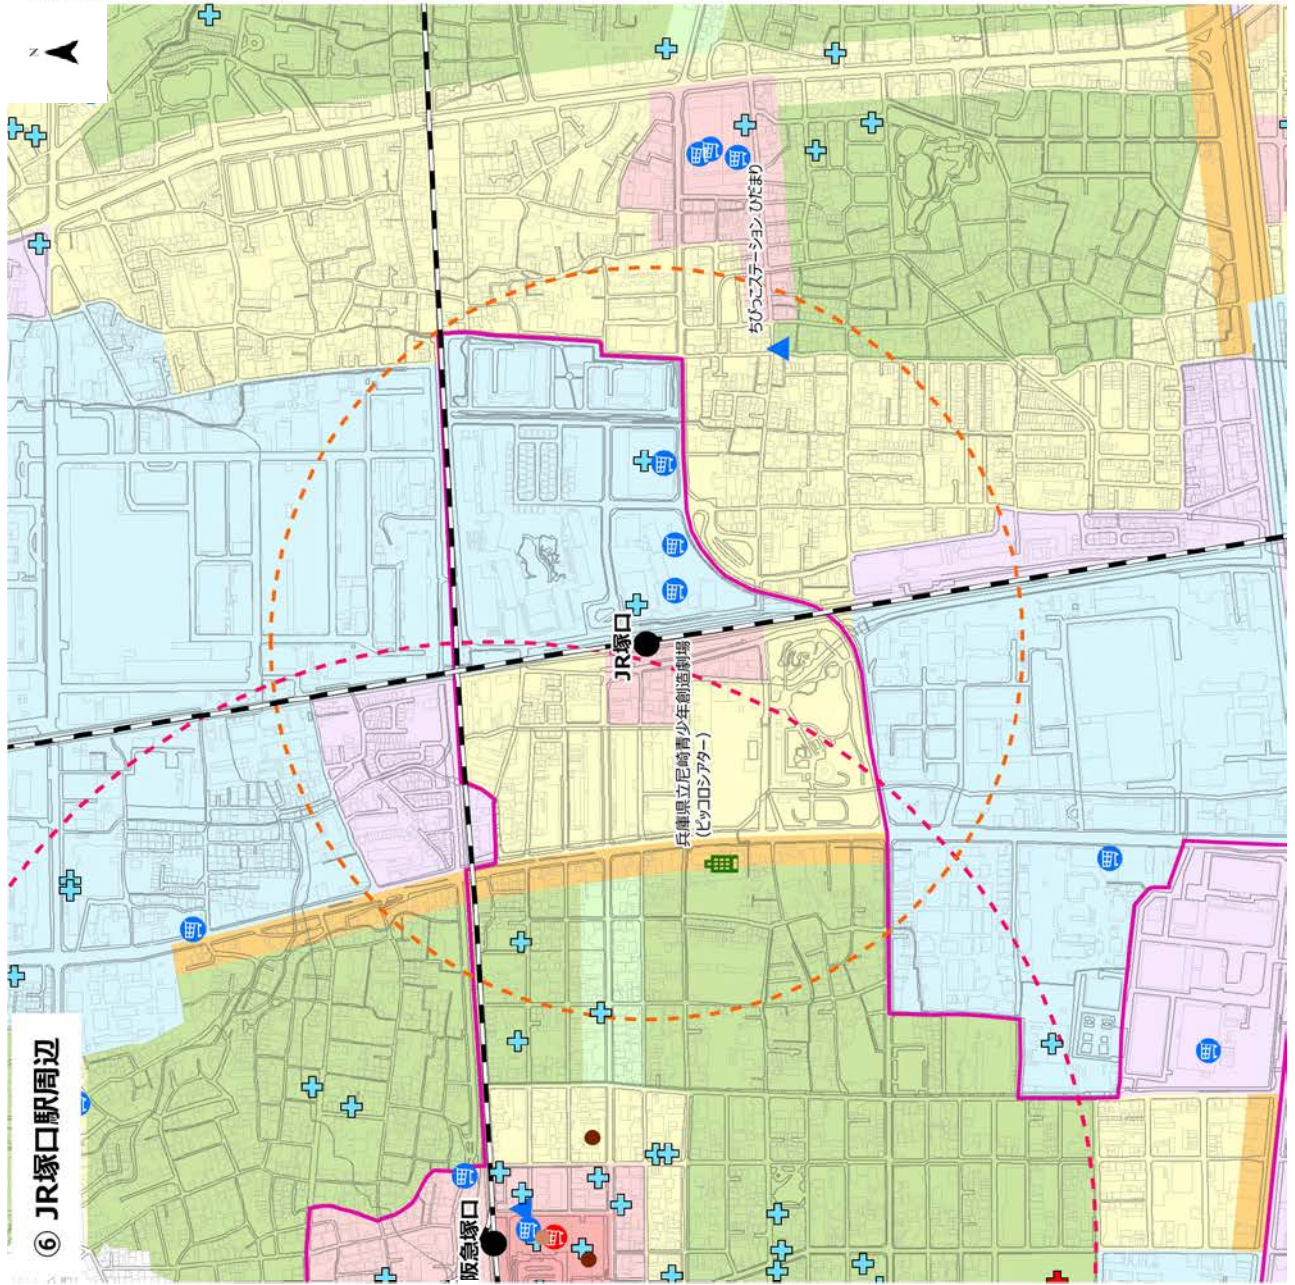 ⑥ JR塚口駅周辺
N
阪急塚口
JR塚口
兵庫県立尼崎青少年創造劇場
(ピッコロシアター)
ちびっこステーション ひだまり